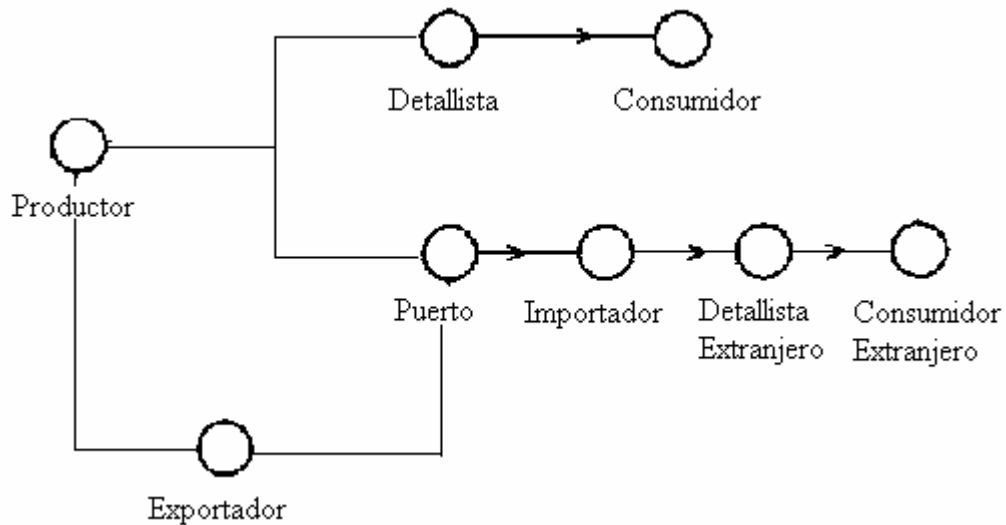 Detallista
Consumidor
Productor
Puerto
Importador
Detallista
Extranjero
Consumidor
Extranjero
Exportador